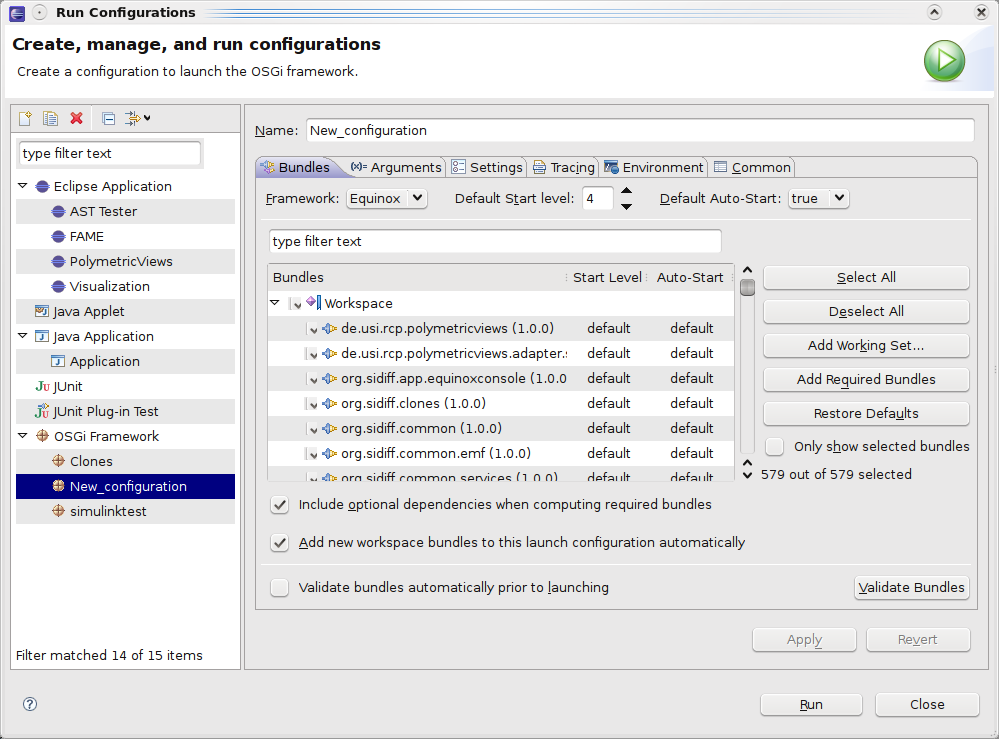 Run Configurations
Create, manage, and run configurations
Create a configuration to launch the OSGi framework.
type filter text
Eclipse Application
AST Tester
FAME
PolymetricViews
Visualization
Java Applet
Java Application
Application
JUnit
JUnit Plug-in Test
OSGi Framework
Clones
New_configuration
simulinktest
Filter matched 14 of 15 items
Name: New_configuration
Bundles (x)= Arguments Settings Tracing Environment Common
Framework: Equinox Default Start level: 4 Default Auto-Start: true
type filter text
Bundles Start Level Auto-Start
Workspace
de.usi.rcp.polymetricviews (1.0.0) default default
de.usi.rcp.polymetricviews.adapter. default default
org.sidiff.app.equinoxconsole (1.0.0 default default
org.sidiff.clones (1.0.0) default default
org.sidiff.common (1.0.0) default default
org.sidiff.common.emf (1.0.0) default default
org.sidiff.common.services (1.0.0) default default
Select All
Deselect All
Add Working Set...
Add Required Bundles
Restore Defaults
Only show selected bundles
579 out of 579 selected
Include optional dependencies when computing required bundles
Add new workspace bundles to this launch configuration automatically
Validate bundles automatically prior to launching Validate Bundles
Apply Revert
? Run Close